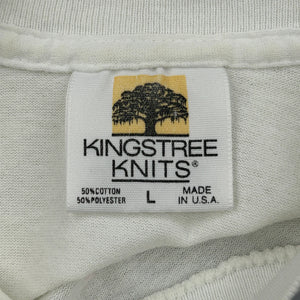 KINGSTREE
KNITS®
50% COTTON
50% POLYESTER
L
MADE
IN U.S.A.